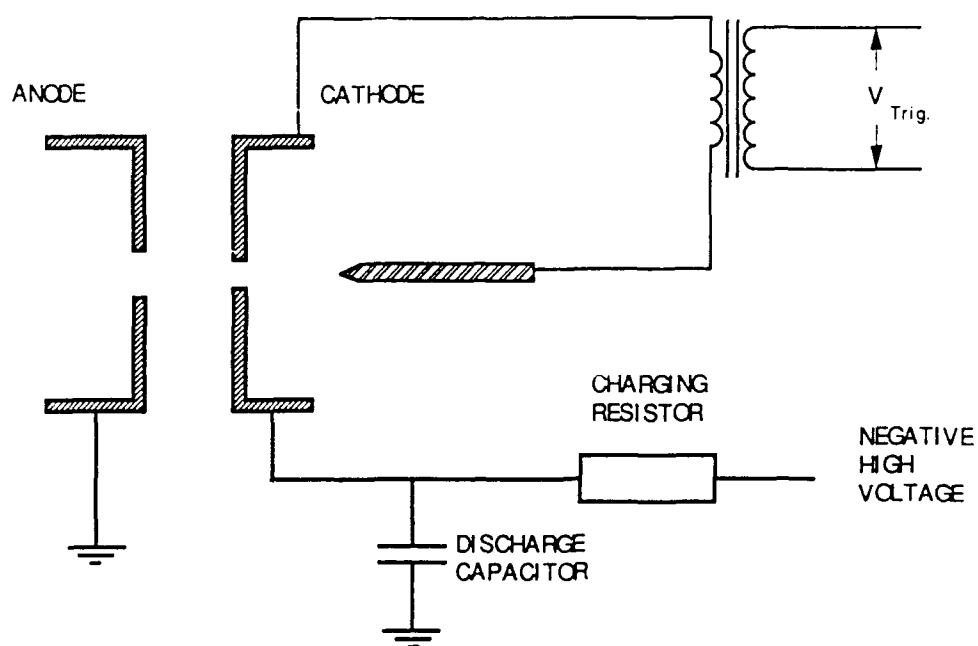 ANODE
CATHODE
V Trig.
CHARGING
RESISTOR
NEGATIVE
HIGH
VOLTAGE
DISCHARGE
CAPACITOR